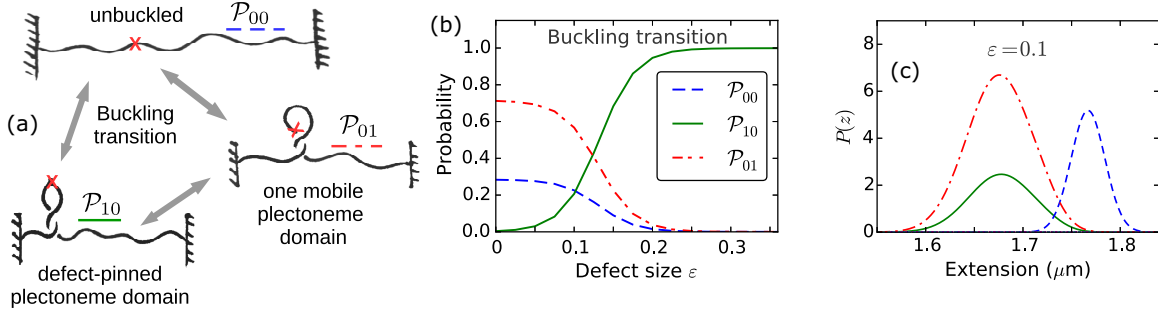 (a)
unbuckled
𝒫₀₀
Buckling
transition
𝒫₀₁
one mobile
plectoneme
domain
𝒫₁₀
defect-pinned
plectoneme domain
(b)
Buckling transition
Probability
1.0
0.8
0.6
0.4
0.2
0.0
𝒫₀₀
𝒫₁₀
𝒫₀₁
0.0
0.1
0.2
0.3
Defect size ε
(c)
ε=0.1
P(z)
8
6
4
2
0
1.6
1.7
1.8
Extension (μm)